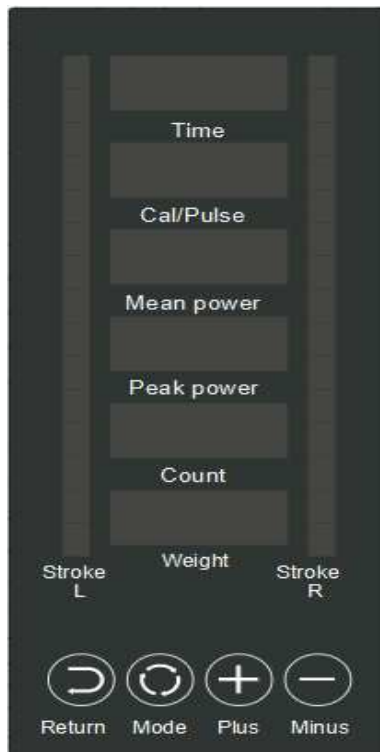 Time
Cal/Pulse
Mean power
Peak power
Count
Weight
Stroke
L
Stroke
R
Return Mode Plus Minus